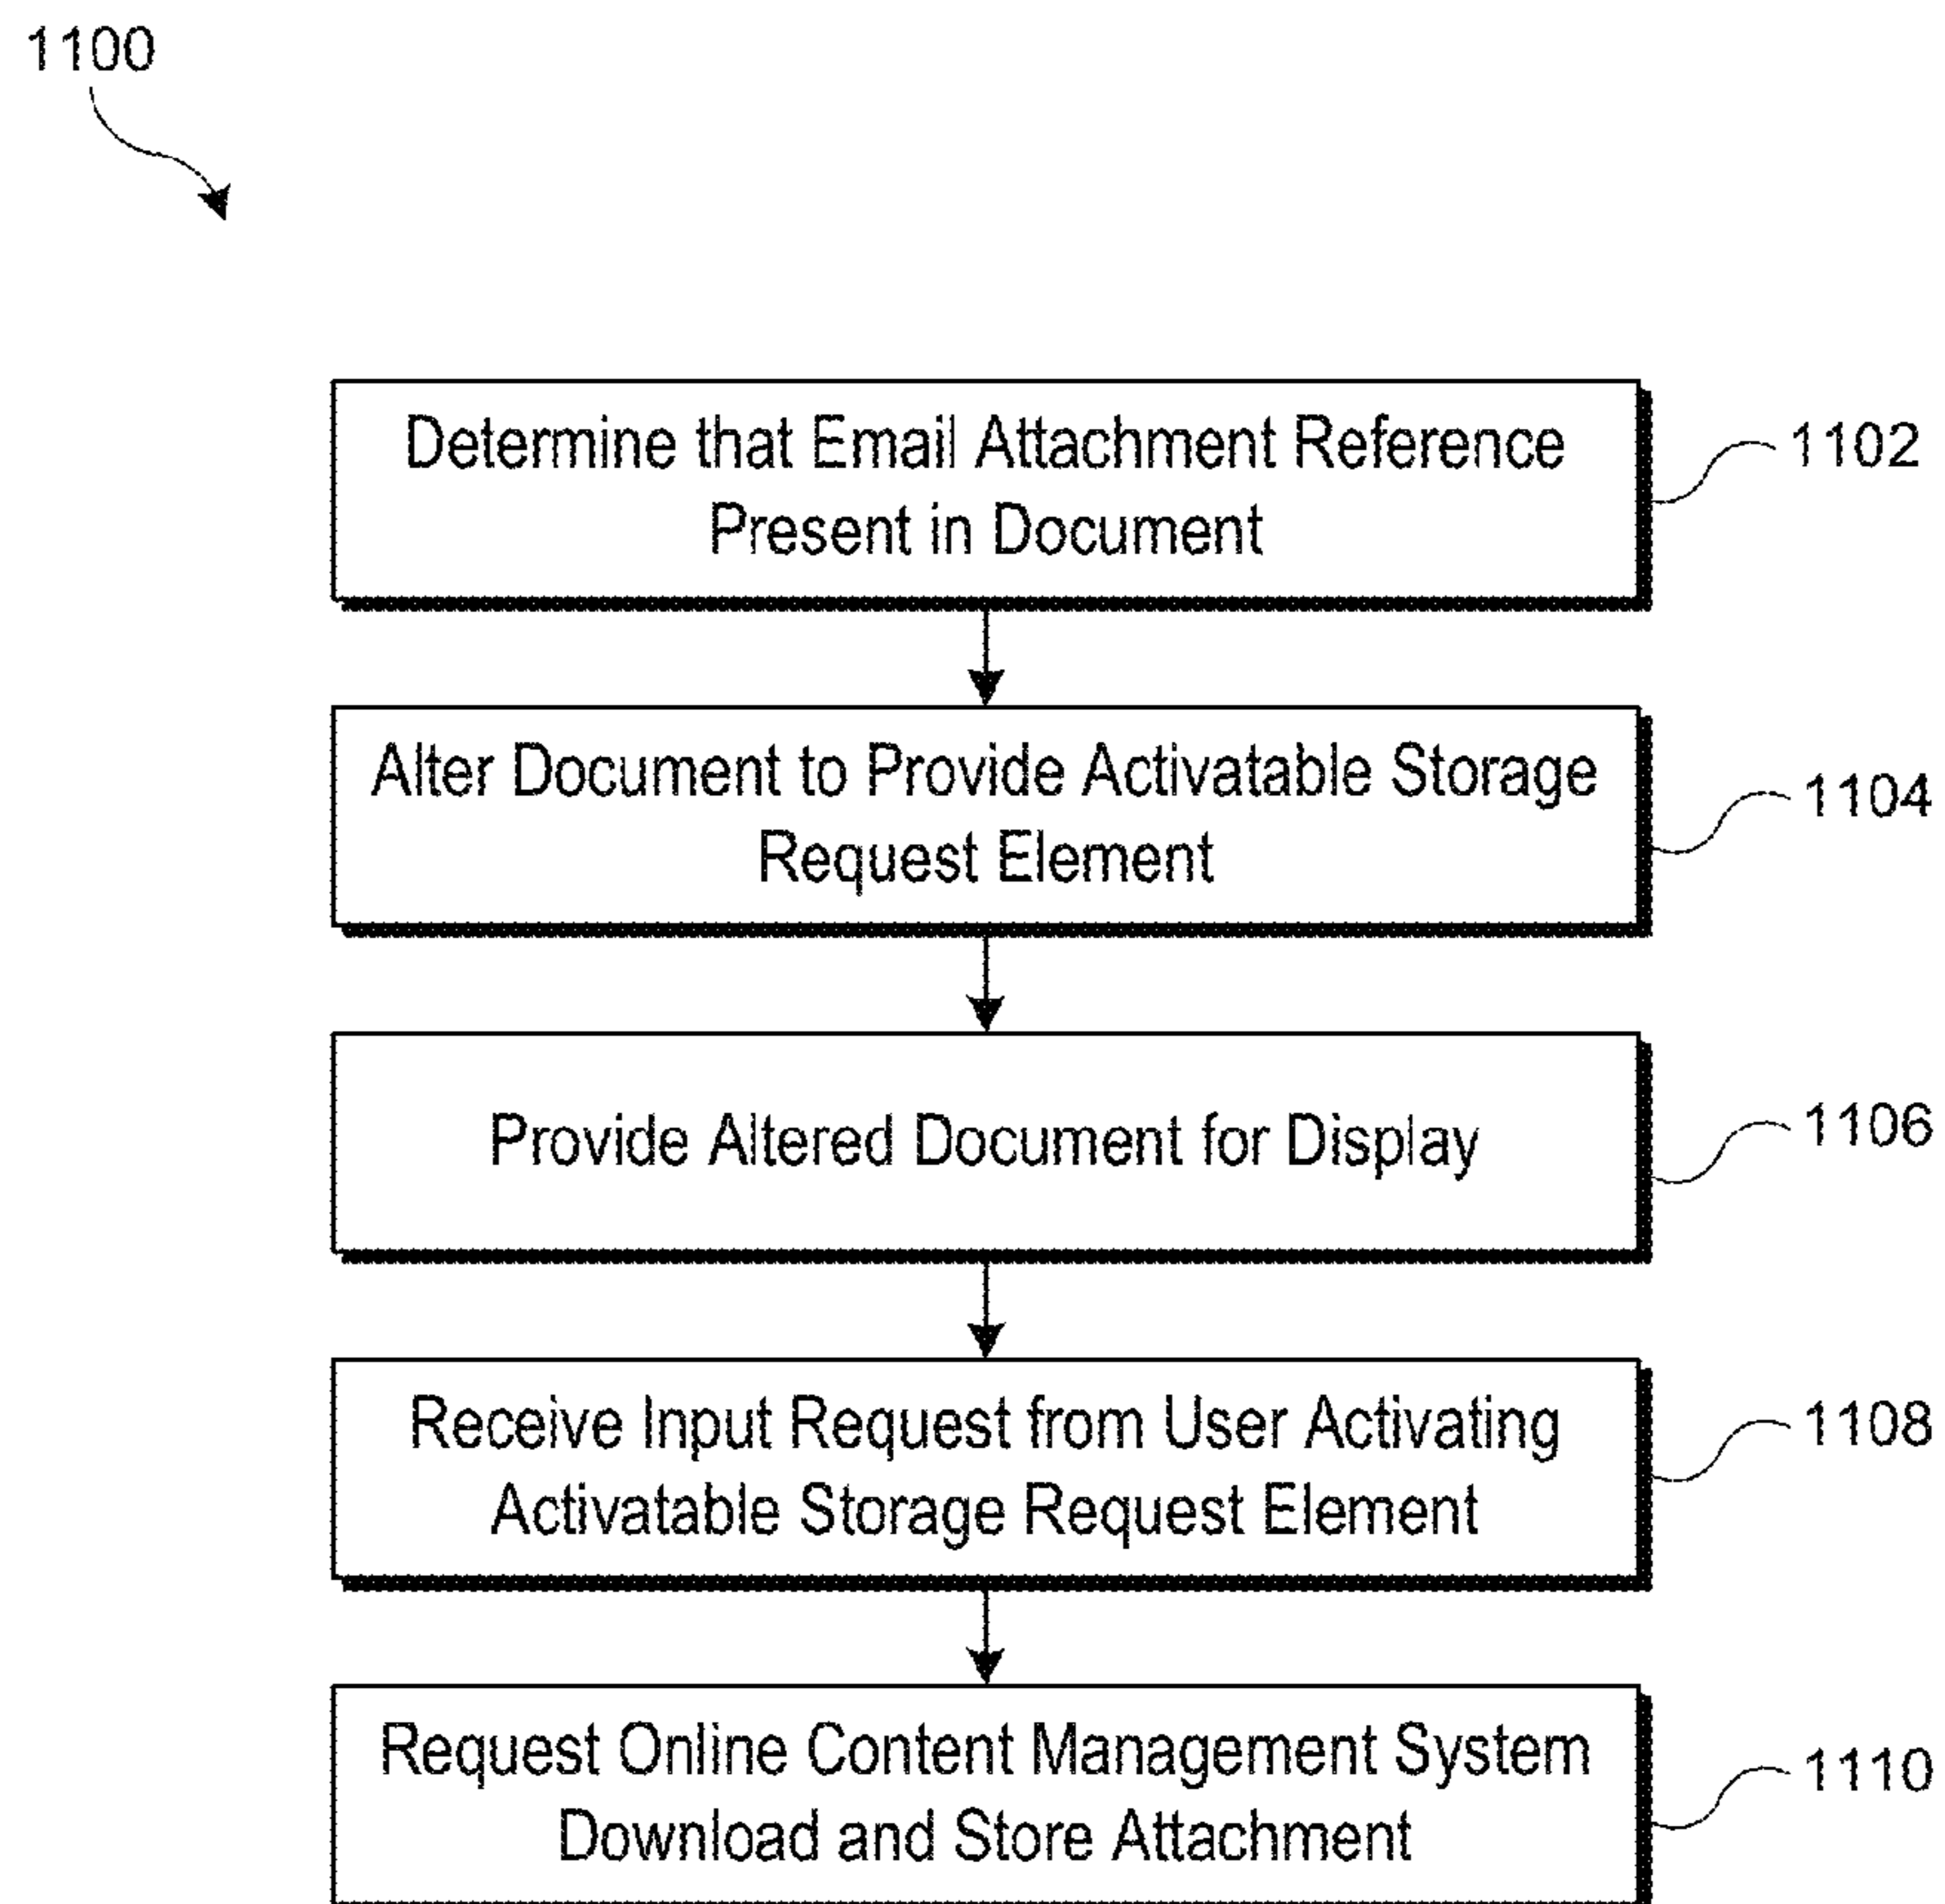 1100
Determine that Email Attachment Reference
Present in Document
1102
Alter Document to Provide Activatable Storage
Request Element
1104
Provide Altered Document for Display
1106
Receive Input Request from User Activating
Activatable Storage Request Element
1108
Request Online Content Management System
Download and Store Attachment
1110